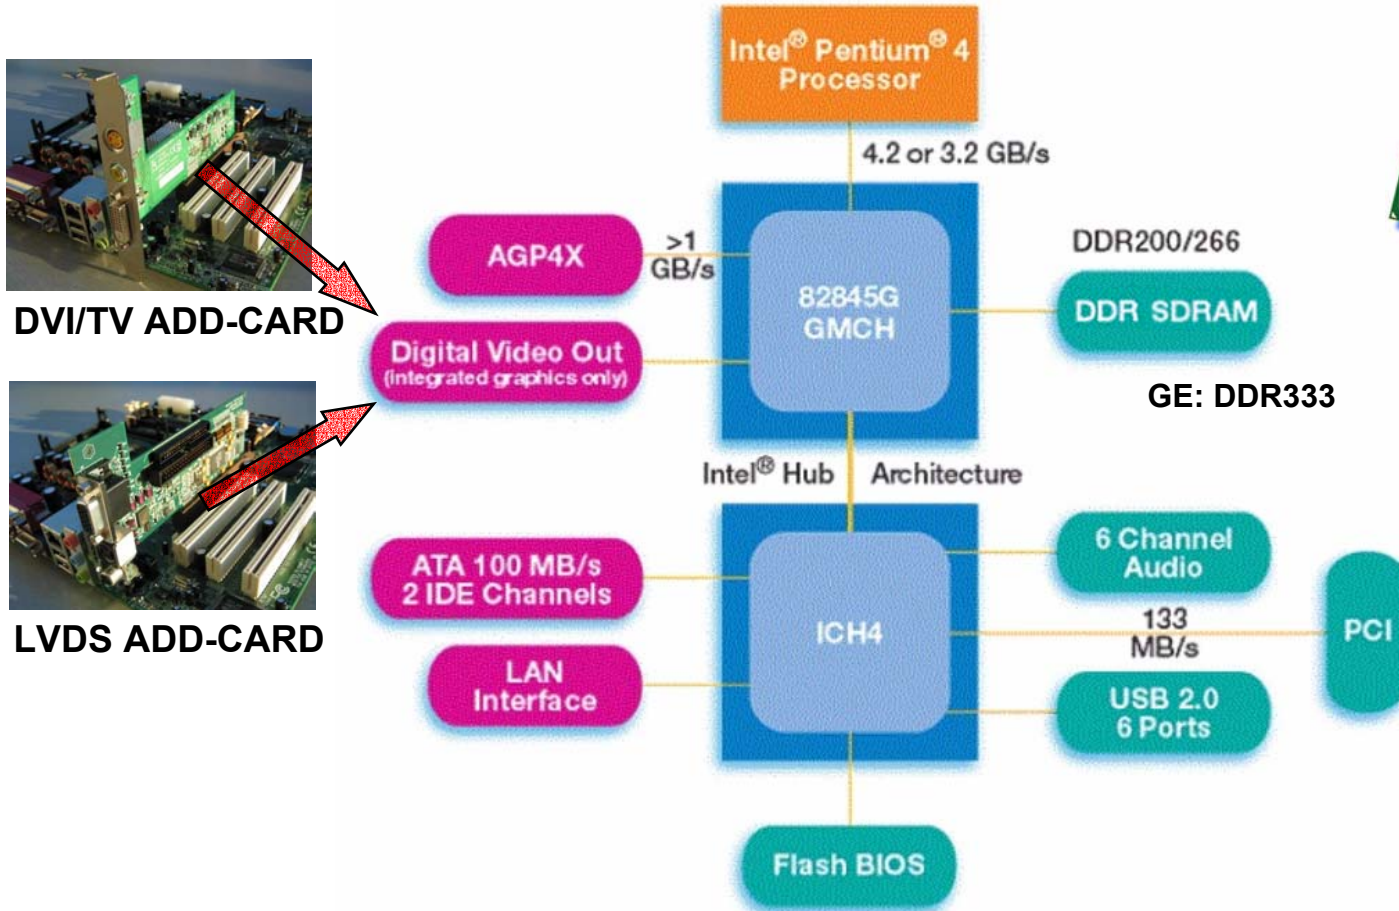 Intel® Pentium® 4
Processor
4.2 or 3.2 GB/s
AGP4X
>1
GB/s
82845G
GMCH
DDR200/266
DDR SDRAM
GE: DDR333
DVI/TV ADD-CARD
Digital Video Out
(integrated graphics only)
Intel® Hub Architecture
LVDS ADD-CARD
ATA 100 MB/s
2 IDE Channels
LAN
Interface
ICH4
6 Channel
Audio
133
MB/s
PCI
USB 2.0
6 Ports
Flash BIOS